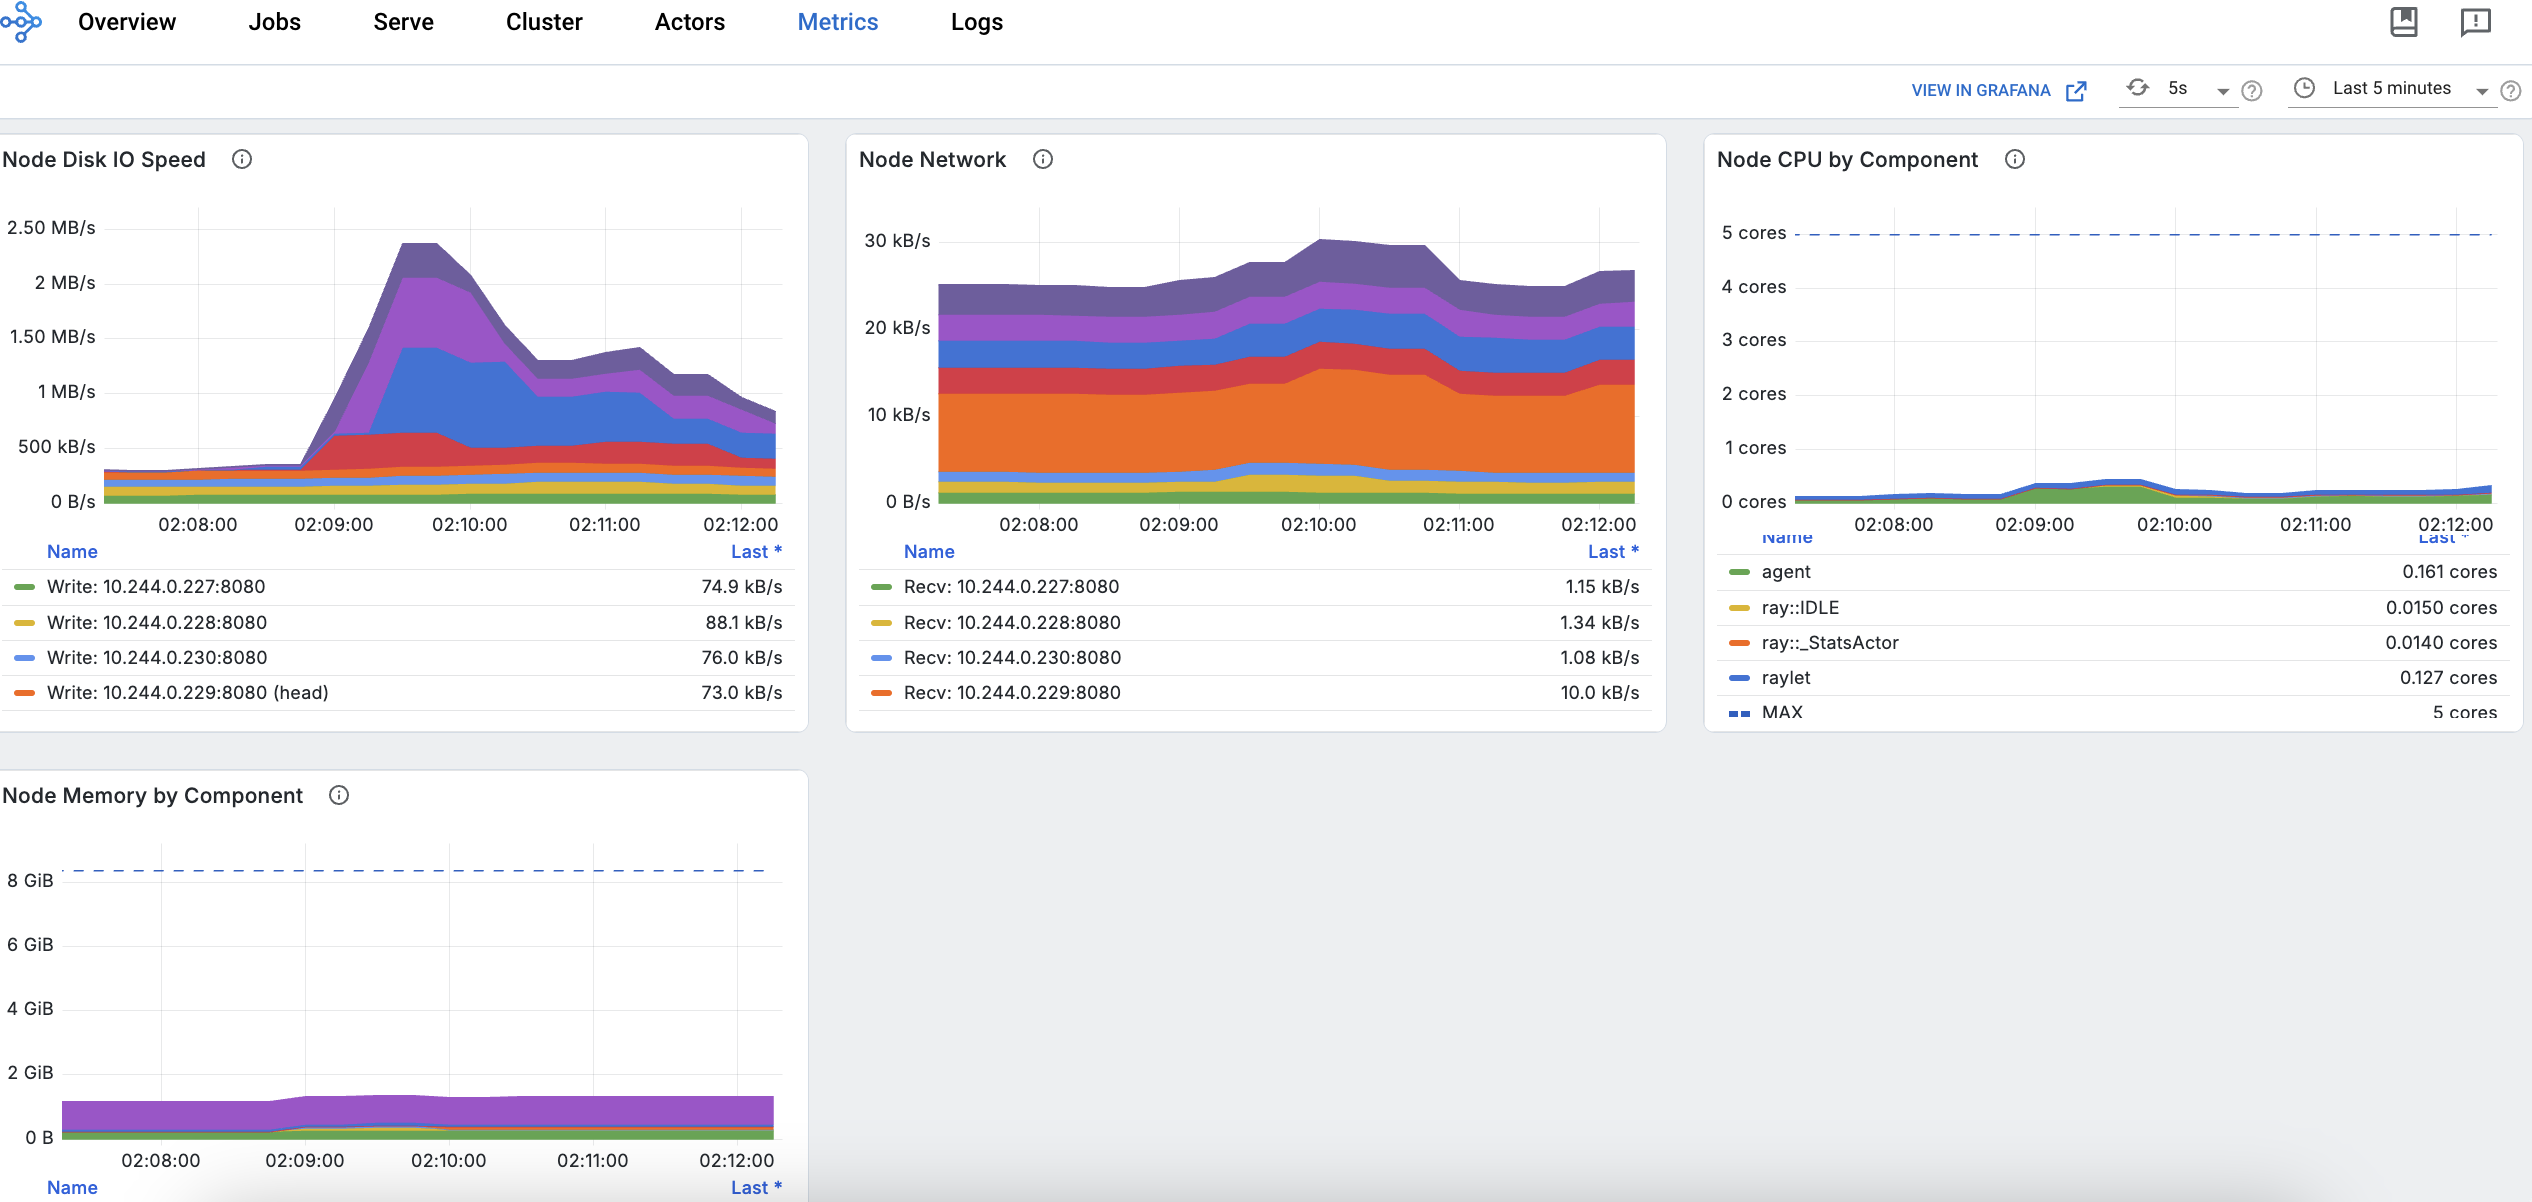 Overview Jobs Serve Cluster Actors Metrics Logs
VIEW IN GRAFANA 5s Last 5 minutes
Node Disk IO Speed
2.50 MB/s
2 MB/s
1.50 MB/s
1 MB/s
500 kB/s
0 B/s
02:08:00 02:09:00 02:10:00 02:11:00 02:12:00
Name Last *
Write: 10.244.0.227:8080 74.9 kB/s
Write: 10.244.0.228:8080 88.1 kB/s
Write: 10.244.0.230:8080 76.0 kB/s
Write: 10.244.0.229:8080 (head) 73.0 kB/s
Node Network
30 kB/s
20 kB/s
10 kB/s
0 B/s
02:08:00 02:09:00 02:10:00 02:11:00 02:12:00
Name Last *
Recv: 10.244.0.227:8080 1.15 kB/s
Recv: 10.244.0.228:8080 1.34 kB/s
Recv: 10.244.0.230:8080 1.08 kB/s
Recv: 10.244.0.229:8080 10.0 kB/s
Node CPU by Component
5 cores
4 cores
3 cores
2 cores
1 cores
0 cores
02:08:00 02:09:00 02:10:00 02:11:00 02:12:00
Name Last *
agent 0.161 cores
ray::IDLE 0.0150 cores
ray::_StatsActor 0.0140 cores
raylet 0.127 cores
MAX 5 cores
Node Memory by Component
8 GiB
6 GiB
4 GiB
2 GiB
0 B
02:08:00 02:09:00 02:10:00 02:11:00 02:12:00
Name Last *